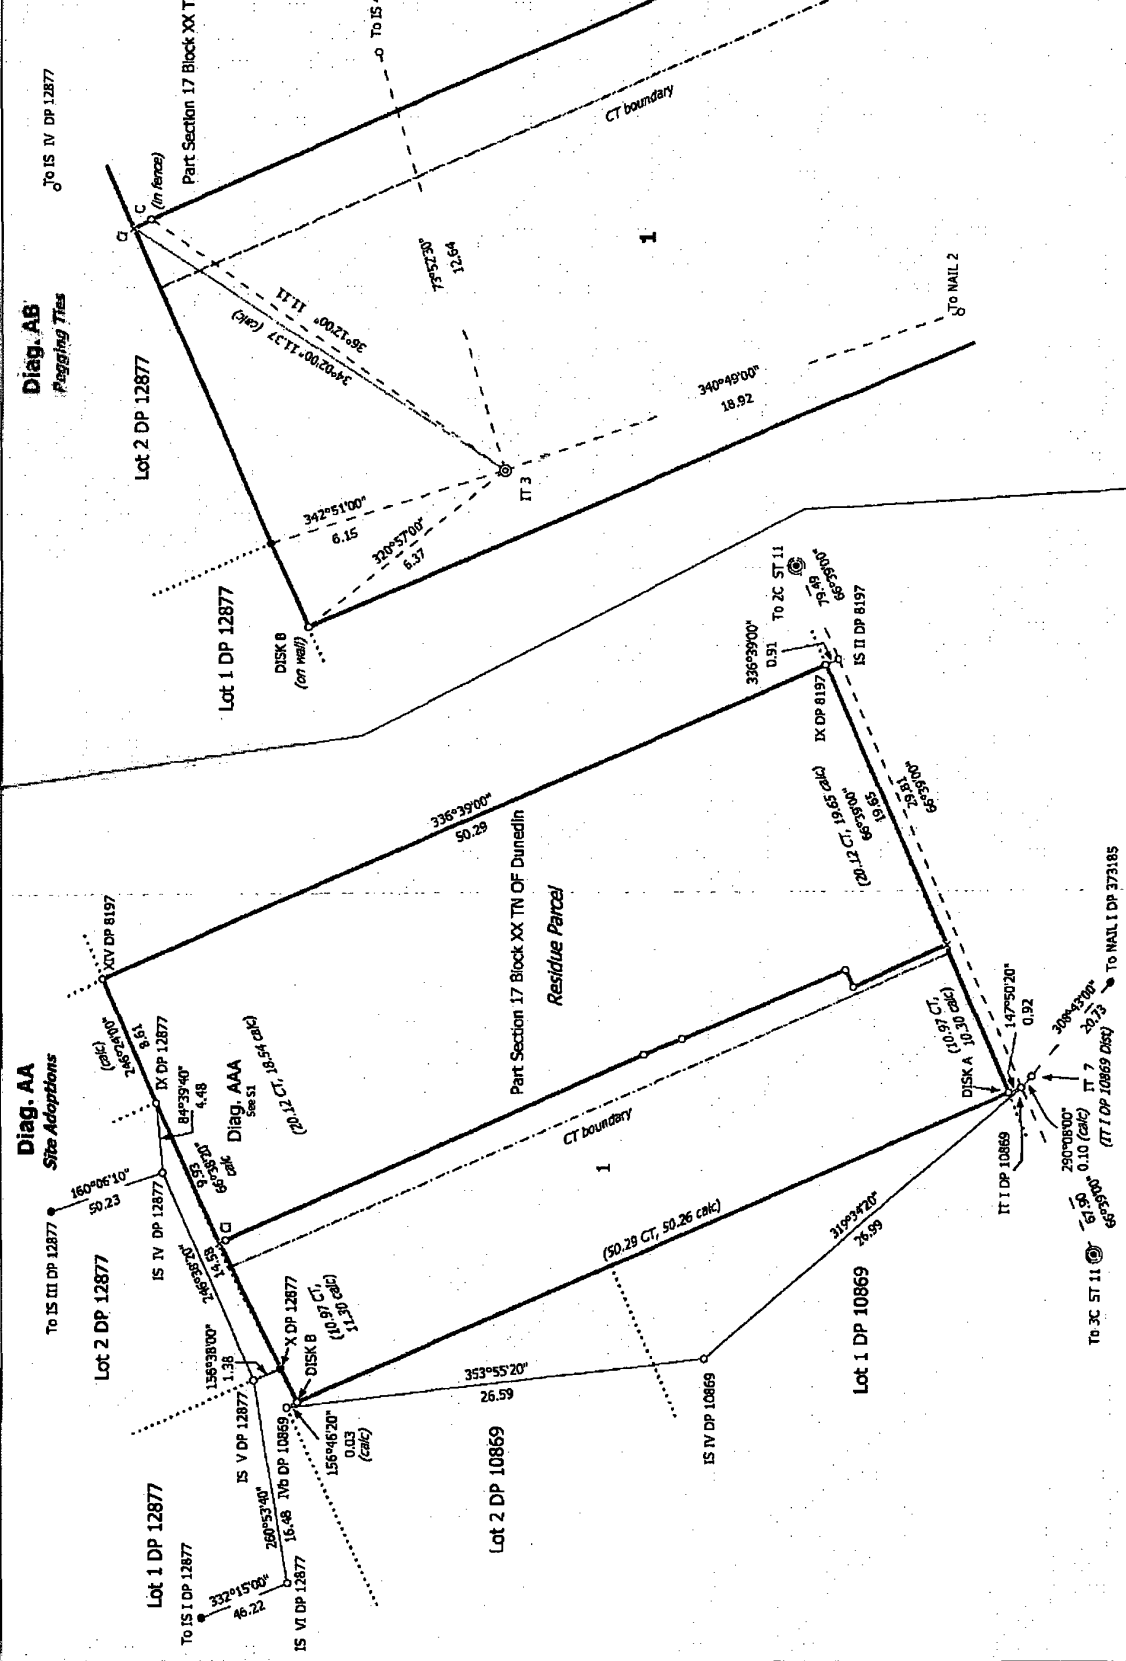 Diag. AB
Pegging Ties
To IS IV DP 12877
Part Section 17 Block XX T
To IS
Lot 2 DP 12877
a
C
(in fence)
CT boundary
34°02'00" 11.37 (calc)
36°12'00" 11.11
73°52'30"
12.64
1
To NAIL 2
340°49'00"
18.92
IT 3
342°51'00"
6.15
320°57'00"
6.37
Lot 1 DP 12877
DISK B
(on wall)
Diag. AA
Site Adoptions
To IS III DP 12877
160°06'10"
50.23
Lot 2 DP 12877
IS IV DP 12877
XIV DP 8197
(calc)
246°24'00"
8.61
IX DP 12877
84°39'40"
4.48
Diag. AAA
See S1
(20.12 CT, 18.54 calc)
9.93
66°38'20"
calc
246°38'20"
14.58
a
336°39'00"
50.29
Part Section 17 Block XX TN OF Dunedin
Residue Parcel
CT boundary
1
336°39'00"
0.91
To 2C ST 11
79.49
66°39'00"
IS II DP 8197
IX DP 8197
(20.12 CT, 19.65 calc)
66°39'00"
19.65
29.81
66°39'00"
(10.97 CT,
10.30 calc)
DISK A
147°50'20"
0.92
308°43'00"
20.73
To NAIL I DP 373185
IT 7
(IT I DP 10869 Dist)
290°08'00"
0.10 (calc)
IT I DP 10869
67.90
66°39'00"
To 3C ST 11
156°38'00"
1.38
X DP 12877
(10.97 CT,
11.30 calc)
DISK B
IS V DP 12877
IVb DP 10869
156°46'20"
0.03
(calc)
(50.29 CT, 50.26 calc)
319°34'20"
26.99
353°55'20"
26.59
IS IV DP 10869
Lot 1 DP 10869
Lot 2 DP 10869
Lot 1 DP 12877
To IS I DP 12877
260°53'40"
16.48
332°15'00"
46.22
IS VI DP 12877